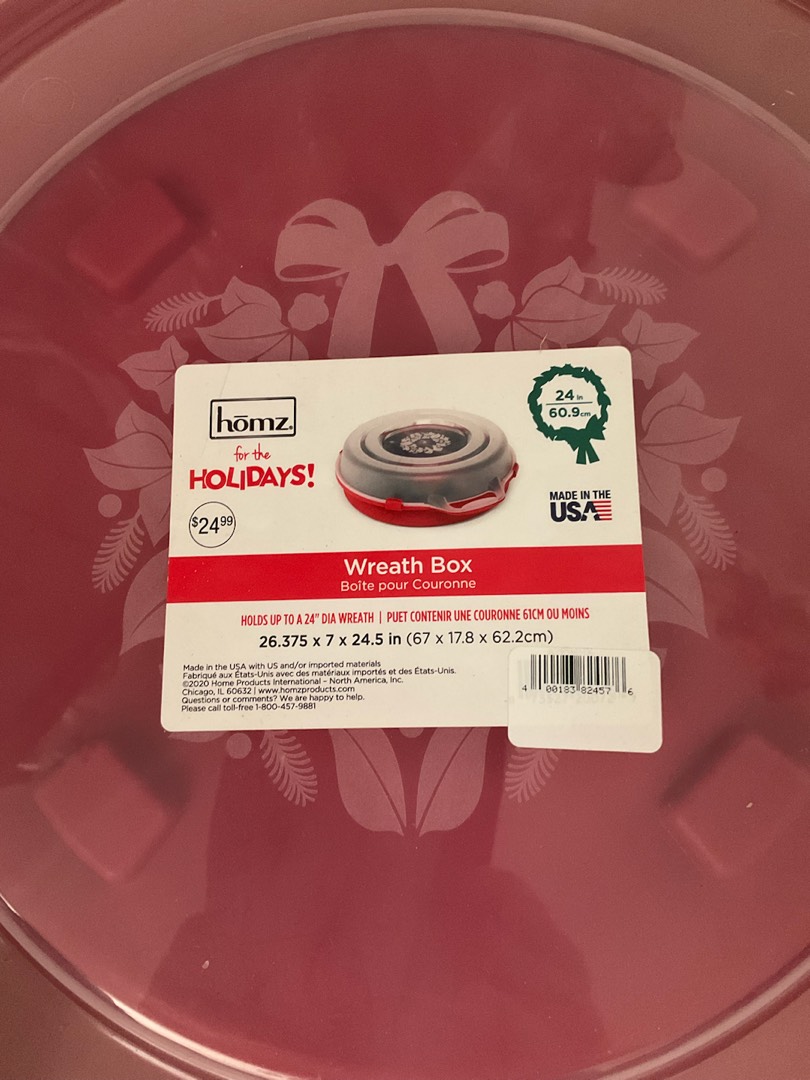 hōmz.
for the
HOLIDAYS!
$24.99
24 in
60.9cm
MADE IN THE
USA
Wreath Box
Boîte pour Couronne
HOLDS UP TO A 24" DIA WREATH | PUET CONTENIR UNE COURONNE 61CM OU MOINS
26.375 x 7 x 24.5 in (67 x 17.8 x 62.2cm)
Made in the USA with US and/or imported materials
Fabriqué aux États-Unis avec des matériaux importés et des États-Unis.
©2020 Home Products International - North America, Inc.
Chicago, IL 60632 | www.homzproducts.com
Questions or comments? We are happy to help.
Please call toll-free 1-800-457-9881
4 00183 82457 6